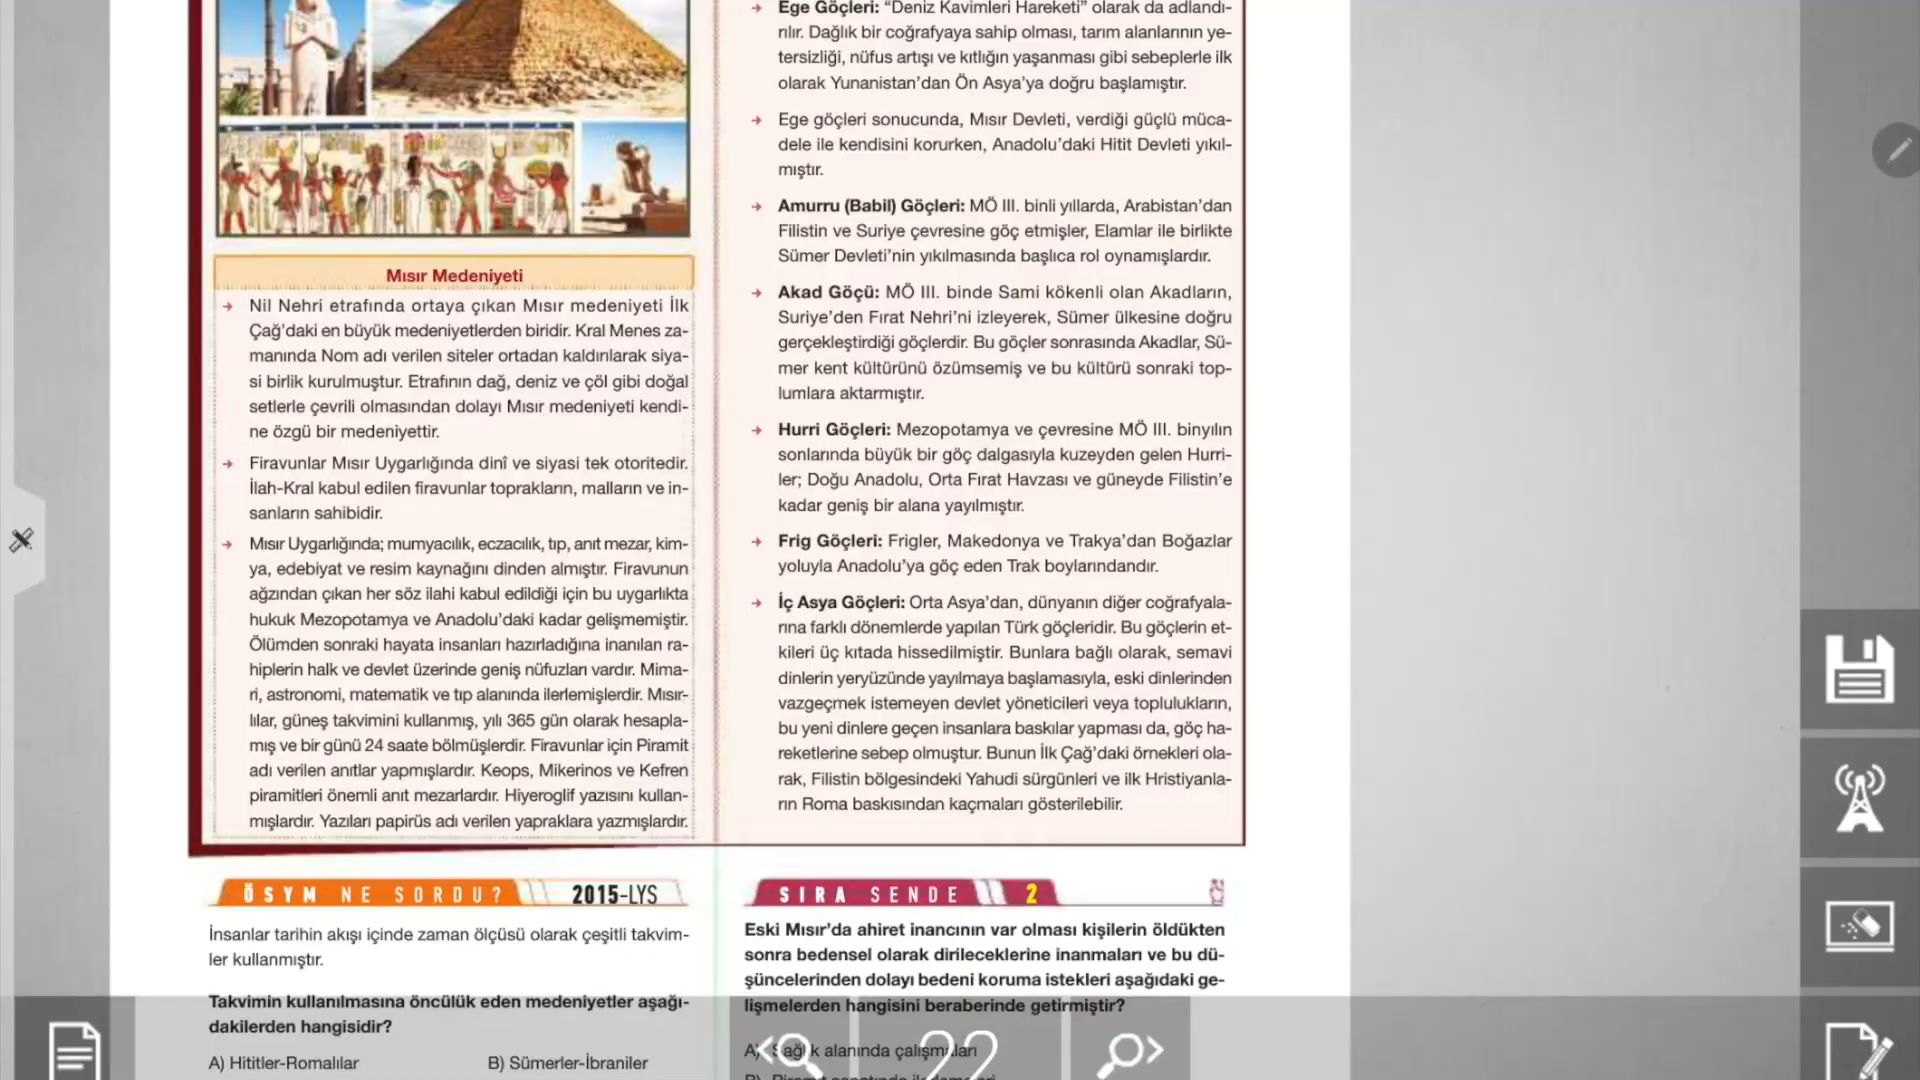 Mısır Medeniyeti
→ Nil Nehri etrafında ortaya çıkan Mısır medeniyeti İlk
Çağ'daki en büyük medeniyetlerden biridir. Kral Menes za-
manında Nom adı verilen siteler ortadan kaldırılarak siya-
si birlik kurulmuştur. Etrafının dağ, deniz ve çöl gibi doğal
setlerle çevrili olmasından dolayı Mısır medeniyeti kendi-
ne özgü bir medeniyettir.
→ Firavunlar Mısır Uygarlığında dinî ve siyasi tek otoritedir.
İlah-Kral kabul edilen firavunlar toprakların, malların ve in-
sanların sahibidir.
→ Mısır Uygarlığında; mumyacılık, eczacılık, tıp, anıt mezar, kim-
ya, edebiyat ve resim kaynağını dinden almıştır. Firavunun
ağzından çıkan her söz ilahi kabul edildiği için bu uygarlıkta
hukuk Mezopotamya ve Anadolu'daki kadar gelişmemiştir.
Ölümden sonraki hayata insanları hazırladığına inanılan ra-
hiplerin halk ve devlet üzerinde geniş nüfuzları vardır. Mima-
ri, astronomi, matematik ve tıp alanında ilerlemişlerdir. Mısır-
lılar, güneş takvimini kullanmış, yılı 365 gün olarak hesapla-
mış ve bir günü 24 saate bölmüşlerdir. Firavunlar için Piramit
adı verilen anıtlar yapmışlardır. Keops, Mikerinos ve Kefren
piramitleri önemli anıt mezarlardır. Hiyeroglif yazısını kullan-
mışlardır. Yazıları papirüs adı verilen yapraklara yazmışlardır.
→ Ege Göçleri: “Deniz Kavimleri Hareketi” olarak da adlandı-
rılır. Dağlık bir coğrafyaya sahip olması, tarım alanlarının ye-
tersizliği, nüfus artışı ve kıtlığın yaşanması gibi sebeplerle ilk
olarak Yunanistan'dan Ön Asya'ya doğru başlamıştır.
→ Ege göçleri sonucunda, Mısır Devleti, verdiği güçlü müca-
dele ile kendisini korurken, Anadolu'daki Hitit Devleti yıkıl-
mıştır.
→ Amurru (Babil) Göçleri: MÖ III. binli yıllarda, Arabistan'dan
Filistin ve Suriye çevresine göç etmişler, Elamlar ile birlikte
Sümer Devleti'nin yıkılmasında başlıca rol oynamışlardır.
→ Akad Göçü: MÖ III. binde Sami kökenli olan Akadların,
Suriye'den Fırat Nehri'ni izleyerek, Sümer ülkesine doğru
gerçekleştirdiği göçlerdir. Bu göçler sonrasında Akadlar, Sü-
mer kent kültürünü özümsemiş ve bu kültürü sonraki top-
lumlara aktarmıştır.
→ Hurri Göçleri: Mezopotamya ve çevresine MÖ III. binyılın
sonlarında büyük bir göç dalgasıyla kuzeyden gelen Hurri-
ler; Doğu Anadolu, Orta Fırat Havzası ve güneyde Filistin'e
kadar geniş bir alana yayılmıştır.
→ Frig Göçleri: Frigler, Makedonya ve Trakya'dan Boğazlar
yoluyla Anadolu'ya göç eden Trak boylarındandır.
→ İç Asya Göçleri: Orta Asya'dan, dünyanın diğer coğrafyala-
rına farklı dönemlerde yapılan Türk göçleridir. Bu göçlerin et-
kileri üç kıtada hissedilmiştir. Bunlara bağlı olarak, semavi
dinlerin yeryüzünde yayılmaya başlamasıyla, eski dinlerinden
vazgeçmek istemeyen devlet yöneticileri veya toplulukların,
bu yeni dinlere geçen insanlara baskılar yapması da, göç ha-
reketlerine sebep olmuştur. Bunun İlk Çağ'daki örnekleri ola-
rak, Filistin bölgesindeki Yahudi sürgünleri ve ilk Hristiyanla-
rın Roma baskısından kaçmaları gösterilebilir.
ÖSYM NE SORDU? 2015-LYS
İnsanlar tarihin akışı içinde zaman ölçüsü olarak çeşitli takvim-
ler kullanmıştır.
Takvimin kullanılmasına öncülük eden medeniyetler aşağı-
dakilerden hangisidir?
A) Hititler-Romalılar B) Sümerler-İbraniler
SIRA SENDE 2
Eski Mısır'da ahiret inancının var olması kişilerin öldükten
sonra bedensel olarak dirileceklerine inanmaları ve bu dü-
şüncelerinden dolayı bedeni koruma istekleri aşağıdaki ge-
lişmelerden hangisini beraberinde getirmiştir?
A) Sağlık alanında çalışmaları
22